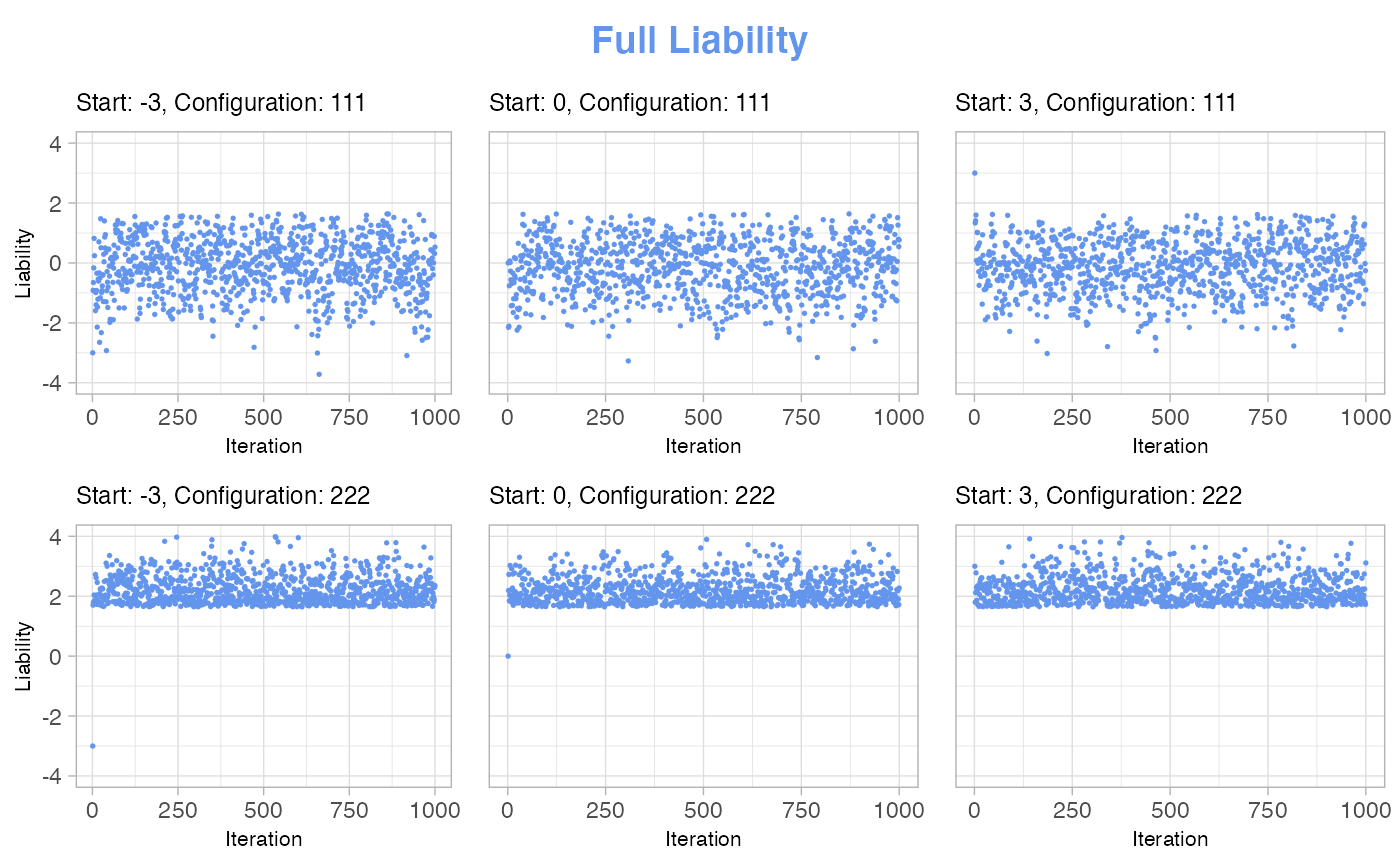 Full Liability
Start: -3, Configuration: 111
Start: 0, Configuration: 111
Start: 3, Configuration: 111
4
2
0
-2
-4
Liability
0 250 500 750 1000
0 250 500 750 1000
0 250 500 750 1000
Iteration
Iteration
Iteration
Start: -3, Configuration: 222
Start: 0, Configuration: 222
Start: 3, Configuration: 222
4
2
0
-2
-4
Liability
0 250 500 750 1000
0 250 500 750 1000
0 250 500 750 1000
Iteration
Iteration
Iteration